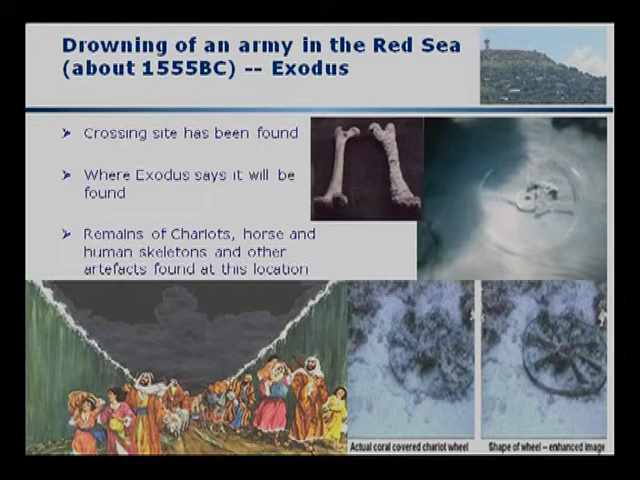 Drowning of an army in the Red Sea
(about 1555BC) -- Exodus
Crossing site has been found
Where Exodus says it will be
found
Remains of Chariots, horse and
human skeletons and other
artefacts found at this location
Actual coral covered chariot wheel
Shape of wheel – enhanced image